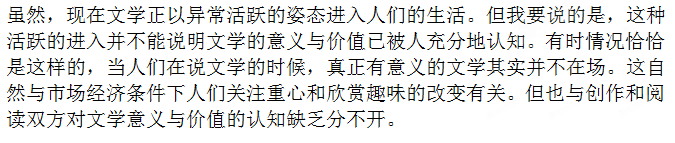 虽然，现在文学正以异常活跃的姿态进入人们的生活。但我要说的是，这种
活跃的进入并不能说明文学的意义与价值已被人充分地认知。有时情况恰恰
是这样的，当人们在说文学的时候，真正有意义的文学其实并不在场。这自
然与市场经济条件下人们关注重心和欣赏趣味的改变有关。但也与创作和阅
读双方对文学意义与价值的认知缺乏分不开。